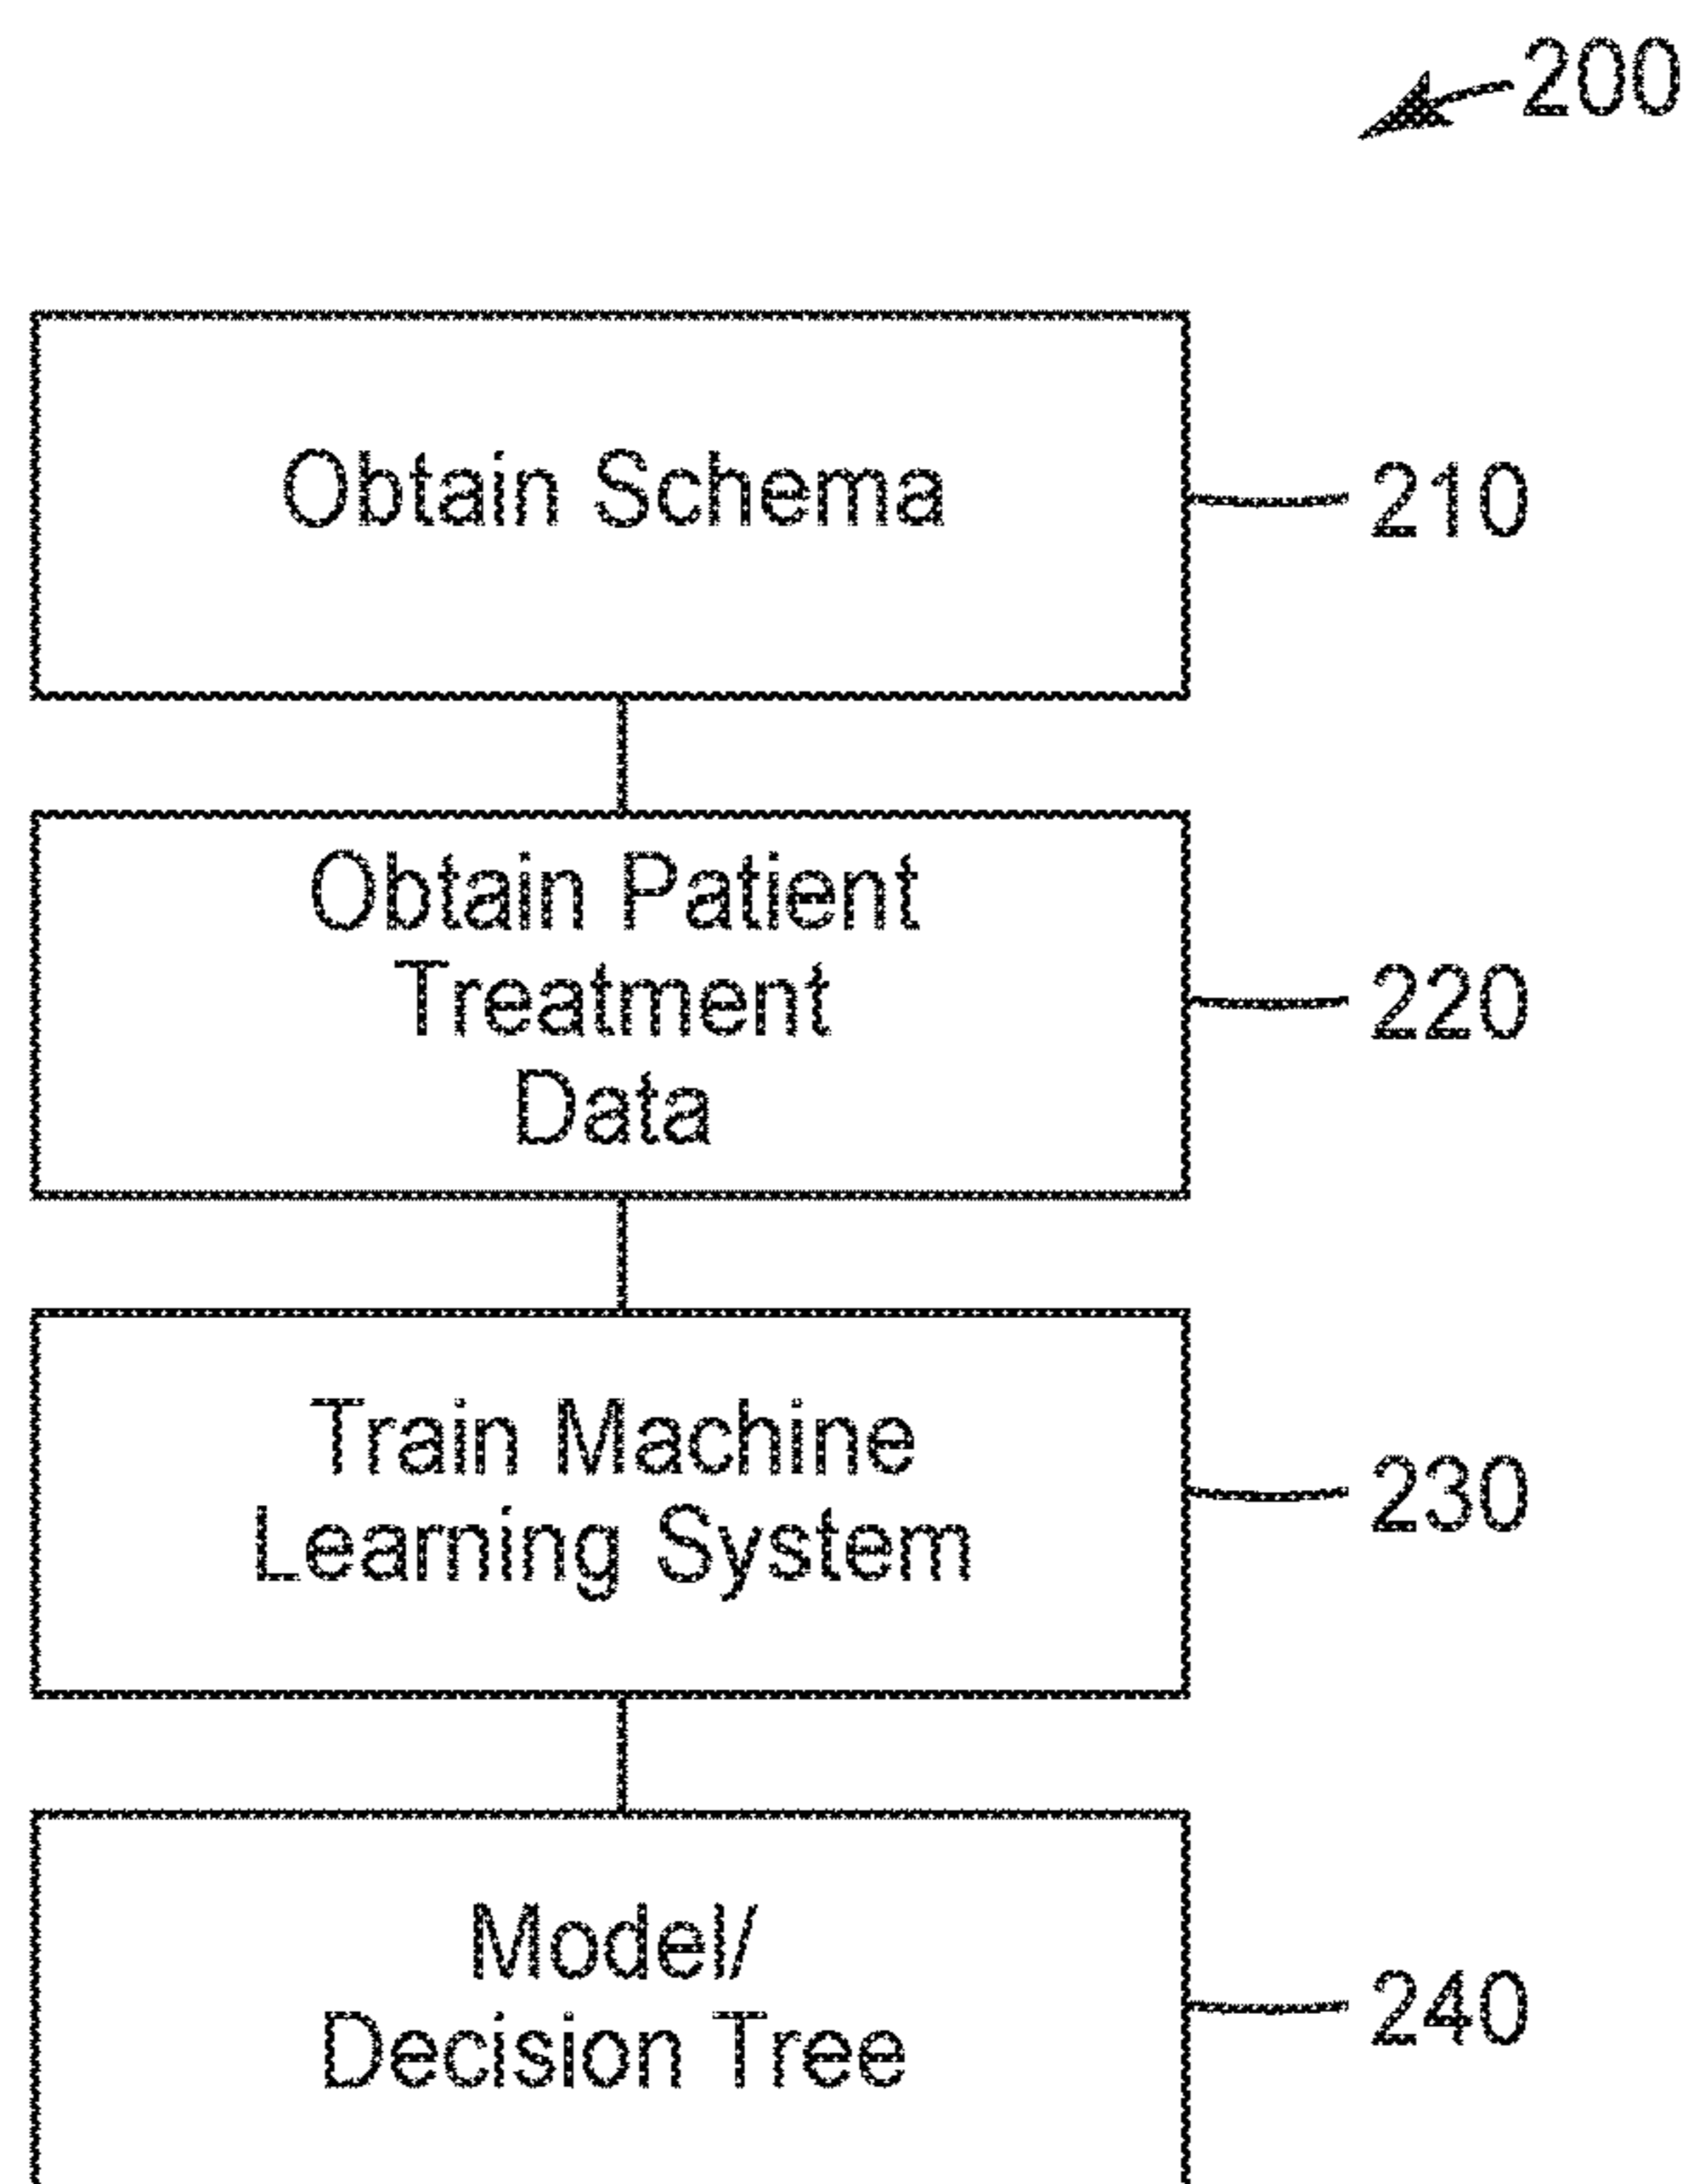 200
Obtain Schema
210
Obtain Patient
Treatment
Data
220
Train Machine
Learning System
230
Model/
Decision Tree
240